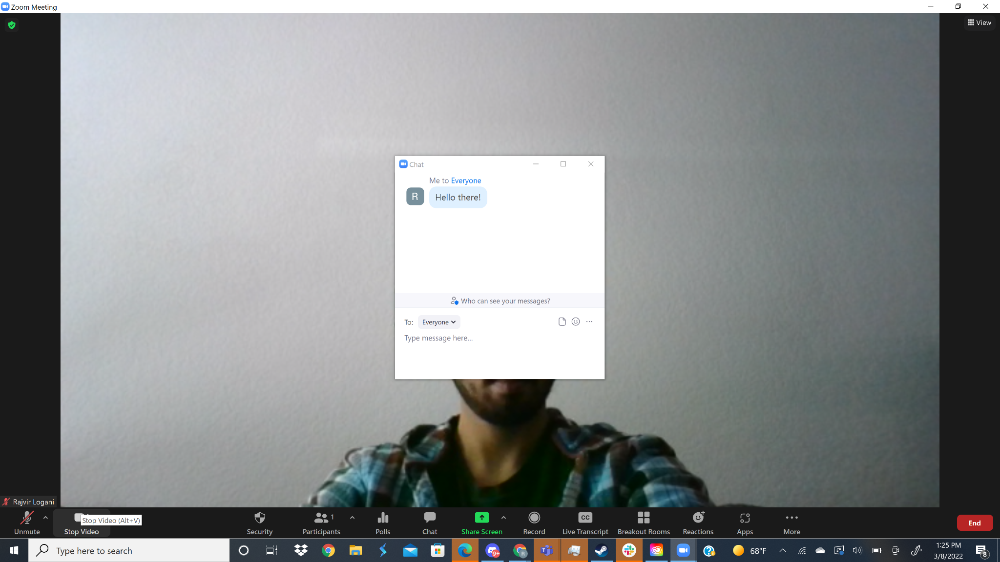 Zoom Meeting
View
Chat
Me to Everyone
R
Hello there!
Who can see your messages?
To: Everyone
Type message here...
Rajvir Logani
Unmute
Stop Video (Alt+V)
Stop Video
Security
1
Participants
Polls
Chat
Share Screen
Record
CC
Live Transcript
Breakout Rooms
Reactions
Apps
More
End
Type here to search
9+
R
68°F
1:25 PM
3/8/2022
8